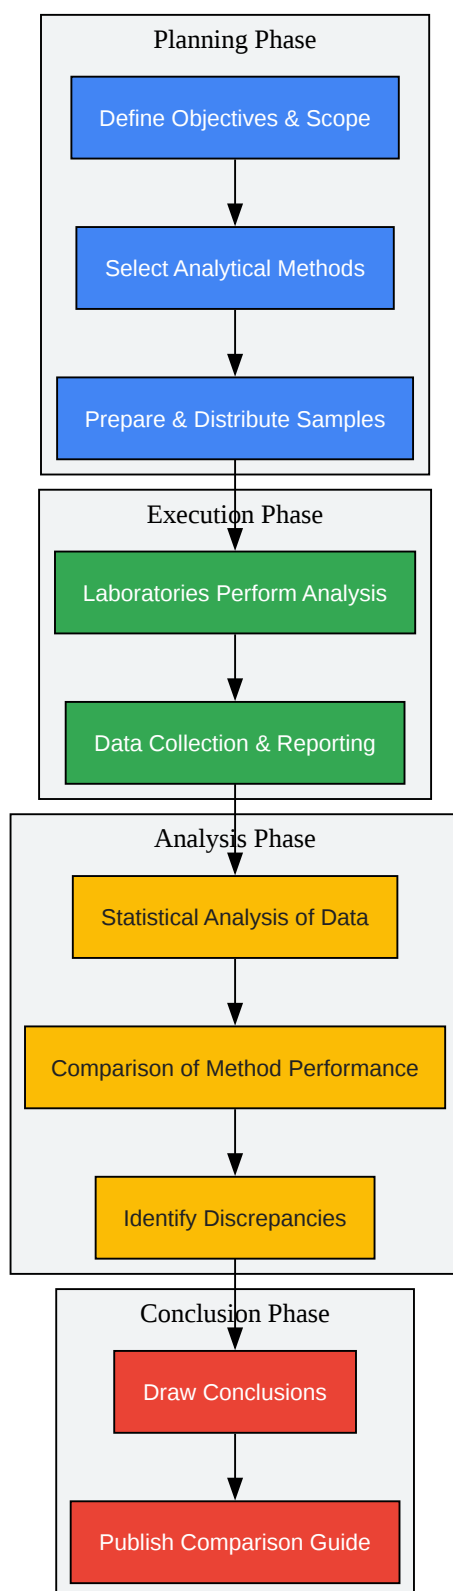 Planning Phase
Define Objectives & Scope
Select Analytical Methods
Prepare & Distribute Samples
Execution Phase
Laboratories Perform Analysis
Data Collection & Reporting
Analysis Phase
Statistical Analysis of Data
Comparison of Method Performance
Identify Discrepancies
Conclusion Phase
Draw Conclusions
Publish Comparison Guide